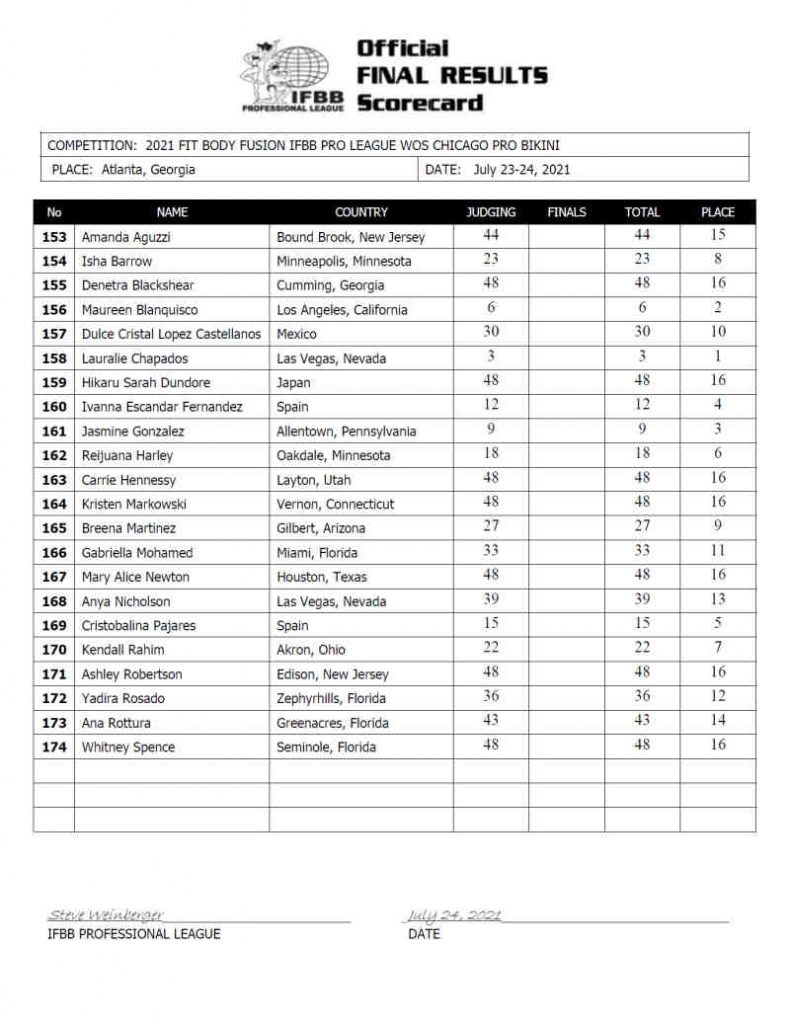 Official
FINAL RESULTS
Scorecard
IFBB
PROFESSIONAL LEAGUE
COMPETITION: 2021 FIT BODY FUSION IFBB PRO LEAGUE WOS CHICAGO PRO BIKINI
PLACE: Atlanta, Georgia DATE: July 23-24, 2021
No NAME COUNTRY JUDGING FINALS TOTAL PLACE
153 Amanda Aguzzi Bound Brook, New Jersey 44 44 15
154 Isha Barrow Minneapolis, Minnesota 23 23 8
155 Denetra Blackshear Cumming, Georgia 48 48 16
156 Maureen Blanquisco Los Angeles, California 6 6 2
157 Dulce Cristal Lopez Castellanos Mexico 30 30 10
158 Lauralie Chapados Las Vegas, Nevada 3 3 1
159 Hikaru Sarah Dundore Japan 48 48 16
160 Ivanna Escandar Fernandez Spain 12 12 4
161 Jasmine Gonzalez Allentown, Pennsylvania 9 9 3
162 Reijuana Harley Oakdale, Minnesota 18 18 6
163 Carrie Hennessy Layton, Utah 48 48 16
164 Kristen Markowski Vernon, Connecticut 48 48 16
165 Breena Martinez Gilbert, Arizona 27 27 9
166 Gabriella Mohamed Miami, Florida 33 33 11
167 Mary Alice Newton Houston, Texas 48 48 16
168 Anya Nicholson Las Vegas, Nevada 39 39 13
169 Cristobalina Pajares Spain 15 15 5
170 Kendall Rahim Akron, Ohio 22 22 7
171 Ashley Robertson Edison, New Jersey 48 48 16
172 Yadira Rosado Zephyrhills, Florida 36 36 12
173 Ana Rottura Greenacres, Florida 43 43 14
174 Whitney Spence Seminole, Florida 48 48 16
Steve Weinberger July 24, 2021
IFBB PROFESSIONAL LEAGUE DATE